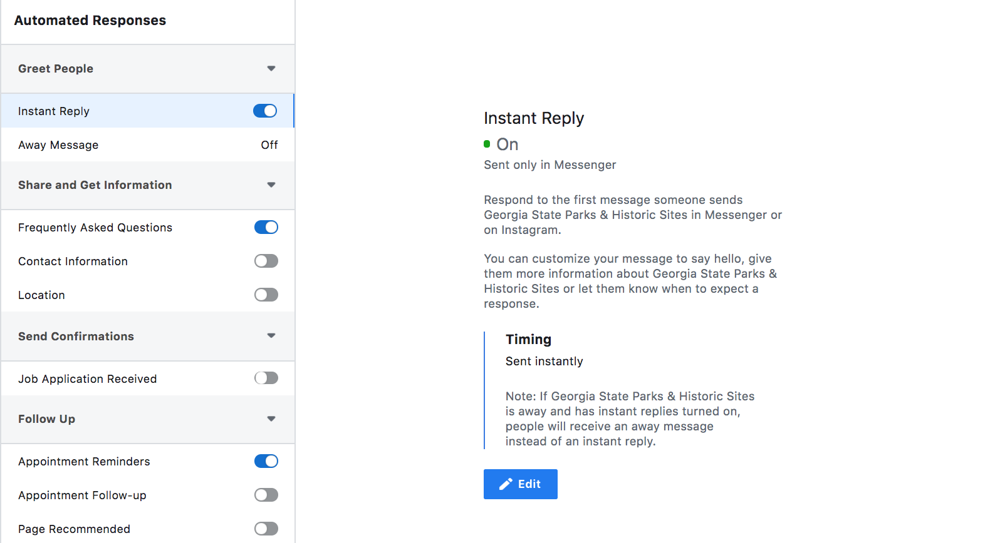 Automated Responses
Greet People
Instant Reply
Away Message Off
Share and Get Information
Frequently Asked Questions
Contact Information
Location
Send Confirmations
Job Application Received
Follow Up
Appointment Reminders
Appointment Follow-up
Page Recommended
Instant Reply
On
Sent only in Messenger
Respond to the first message someone sends
Georgia State Parks & Historic Sites in Messenger or
on Instagram.
You can customize your message to say hello, give
them more information about Georgia State Parks &
Historic Sites or let them know when to expect a
response.
Timing
Sent instantly
Note: If Georgia State Parks & Historic Sites
is away and has instant replies turned on,
people will receive an away message
instead of an instant reply.
Edit